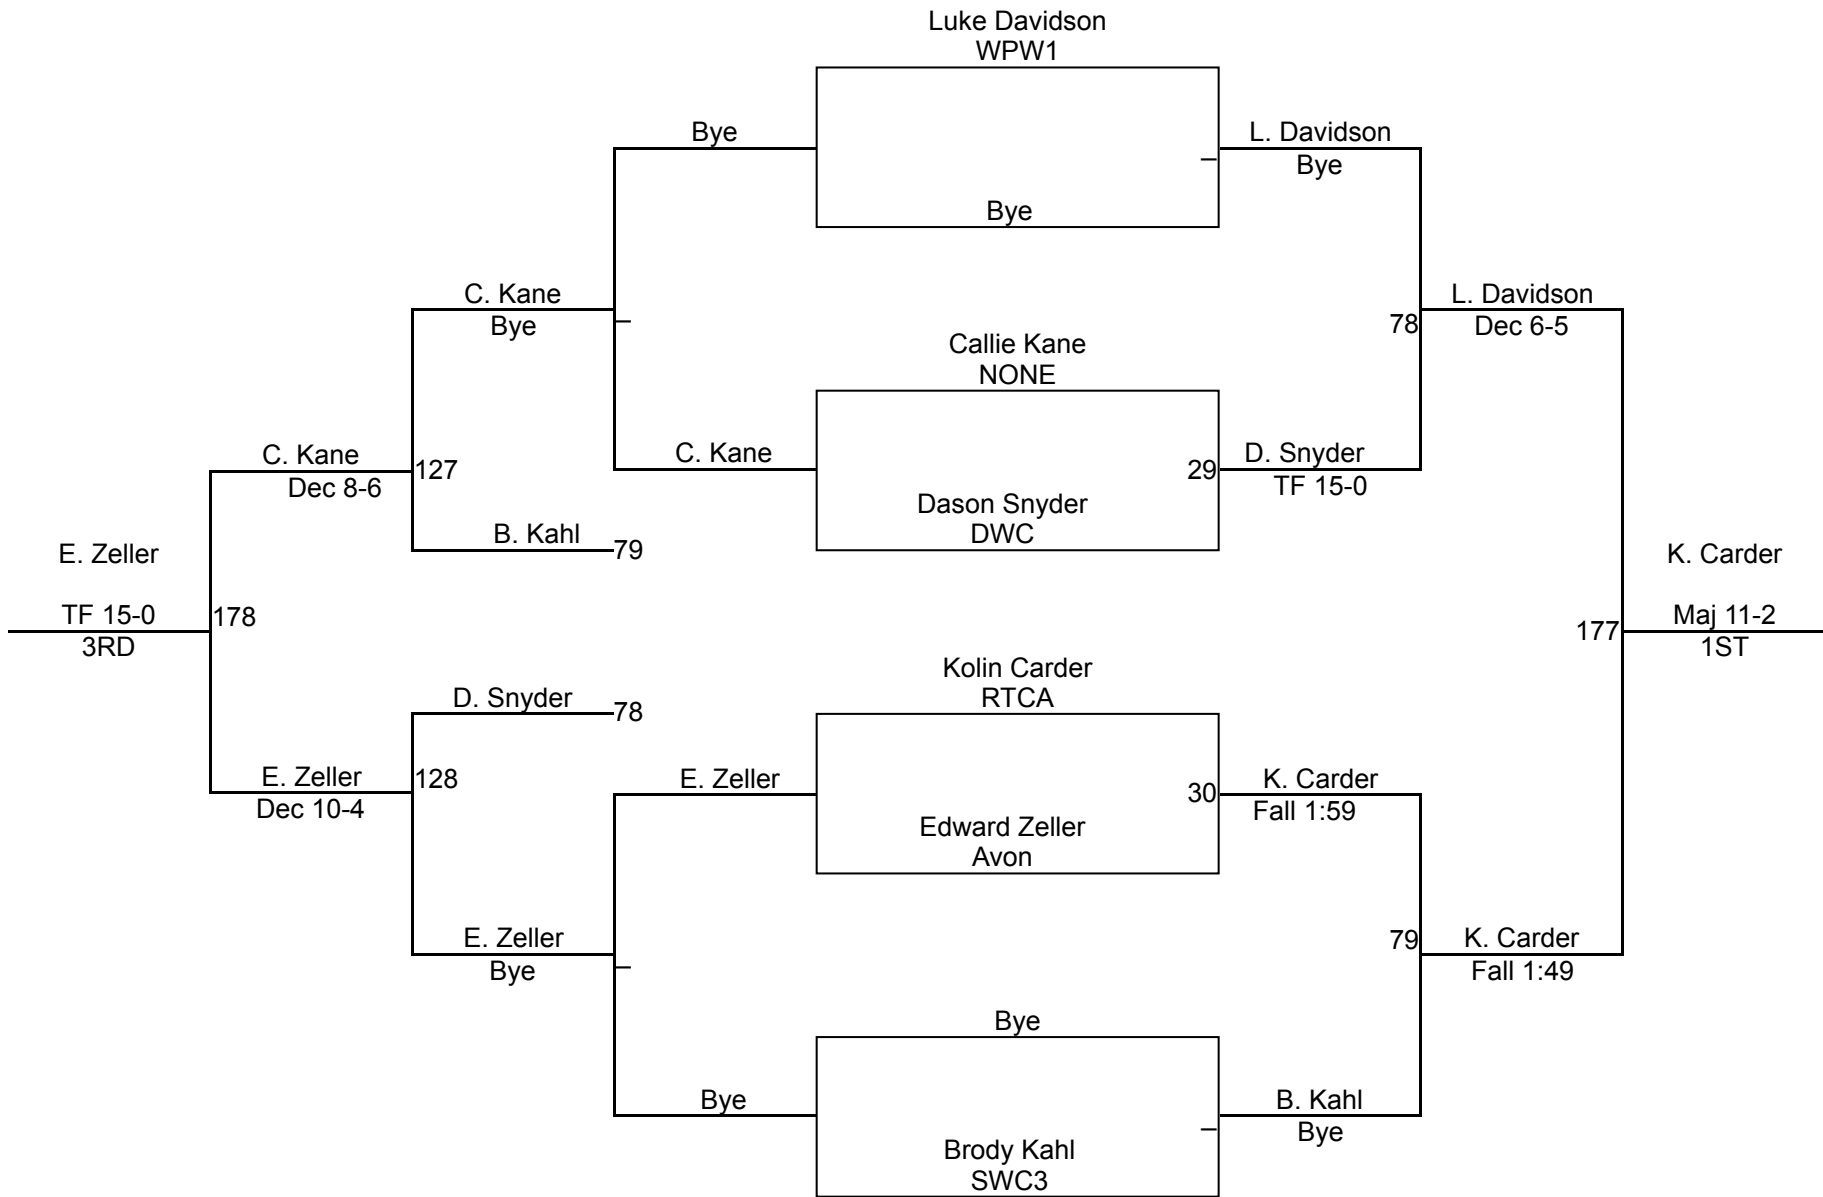 Luke Davidson
WPW1
Bye
L. Davidson
Bye
Bye
C. Kane
Bye
L. Davidson
78
Dec 6-5
Callie Kane
NONE
C. Kane
Dec 8-6
127
C. Kane
29
D. Snyder
TF 15-0
Dason Snyder
DWC
B. Kahl
79
E. Zeller
K. Carder
TF 15-0
178
3RD
177
Maj 11-2
1ST
Kolin Carder
RTCA
D. Snyder
78
E. Zeller
128
Dec 10-4
E. Zeller
30
K. Carder
Fall 1:59
Edward Zeller
Avon
E. Zeller
Bye
79
K. Carder
Fall 1:49
Bye
Bye
B. Kahl
Bye
Brody Kahl
SWC3